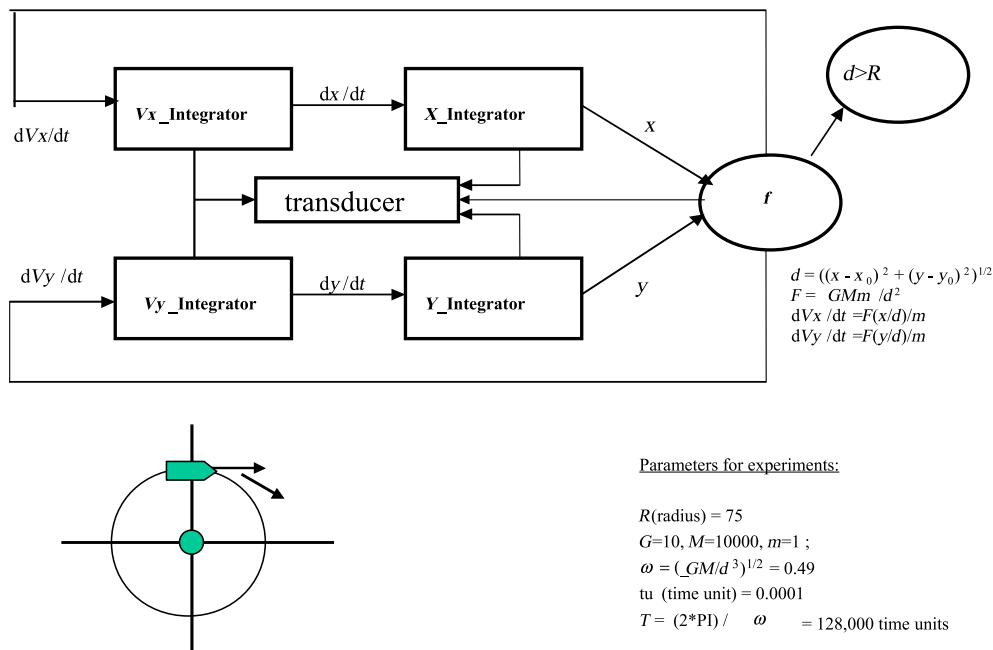 d>R
Vx_Integrator
dx/dt
X_Integrator
x
dVx/dt
transducer
f
dVy /dt
Vy_Integrator
dy/dt
Y_Integrator
y
d = ((x - x₀)² + (y - y₀)²)^1/2
F = GMm /d²
dVx /dt =F(x/d)/m
dVy /dt =F(y/d)/m
Parameters for experiments:
R(radius) = 75
G=10, M=10000, m=1 ;
ω = (_GM/d³)^1/2 = 0.49
tu (time unit) = 0.0001
T = (2*PI) / ω = 128,000 time units